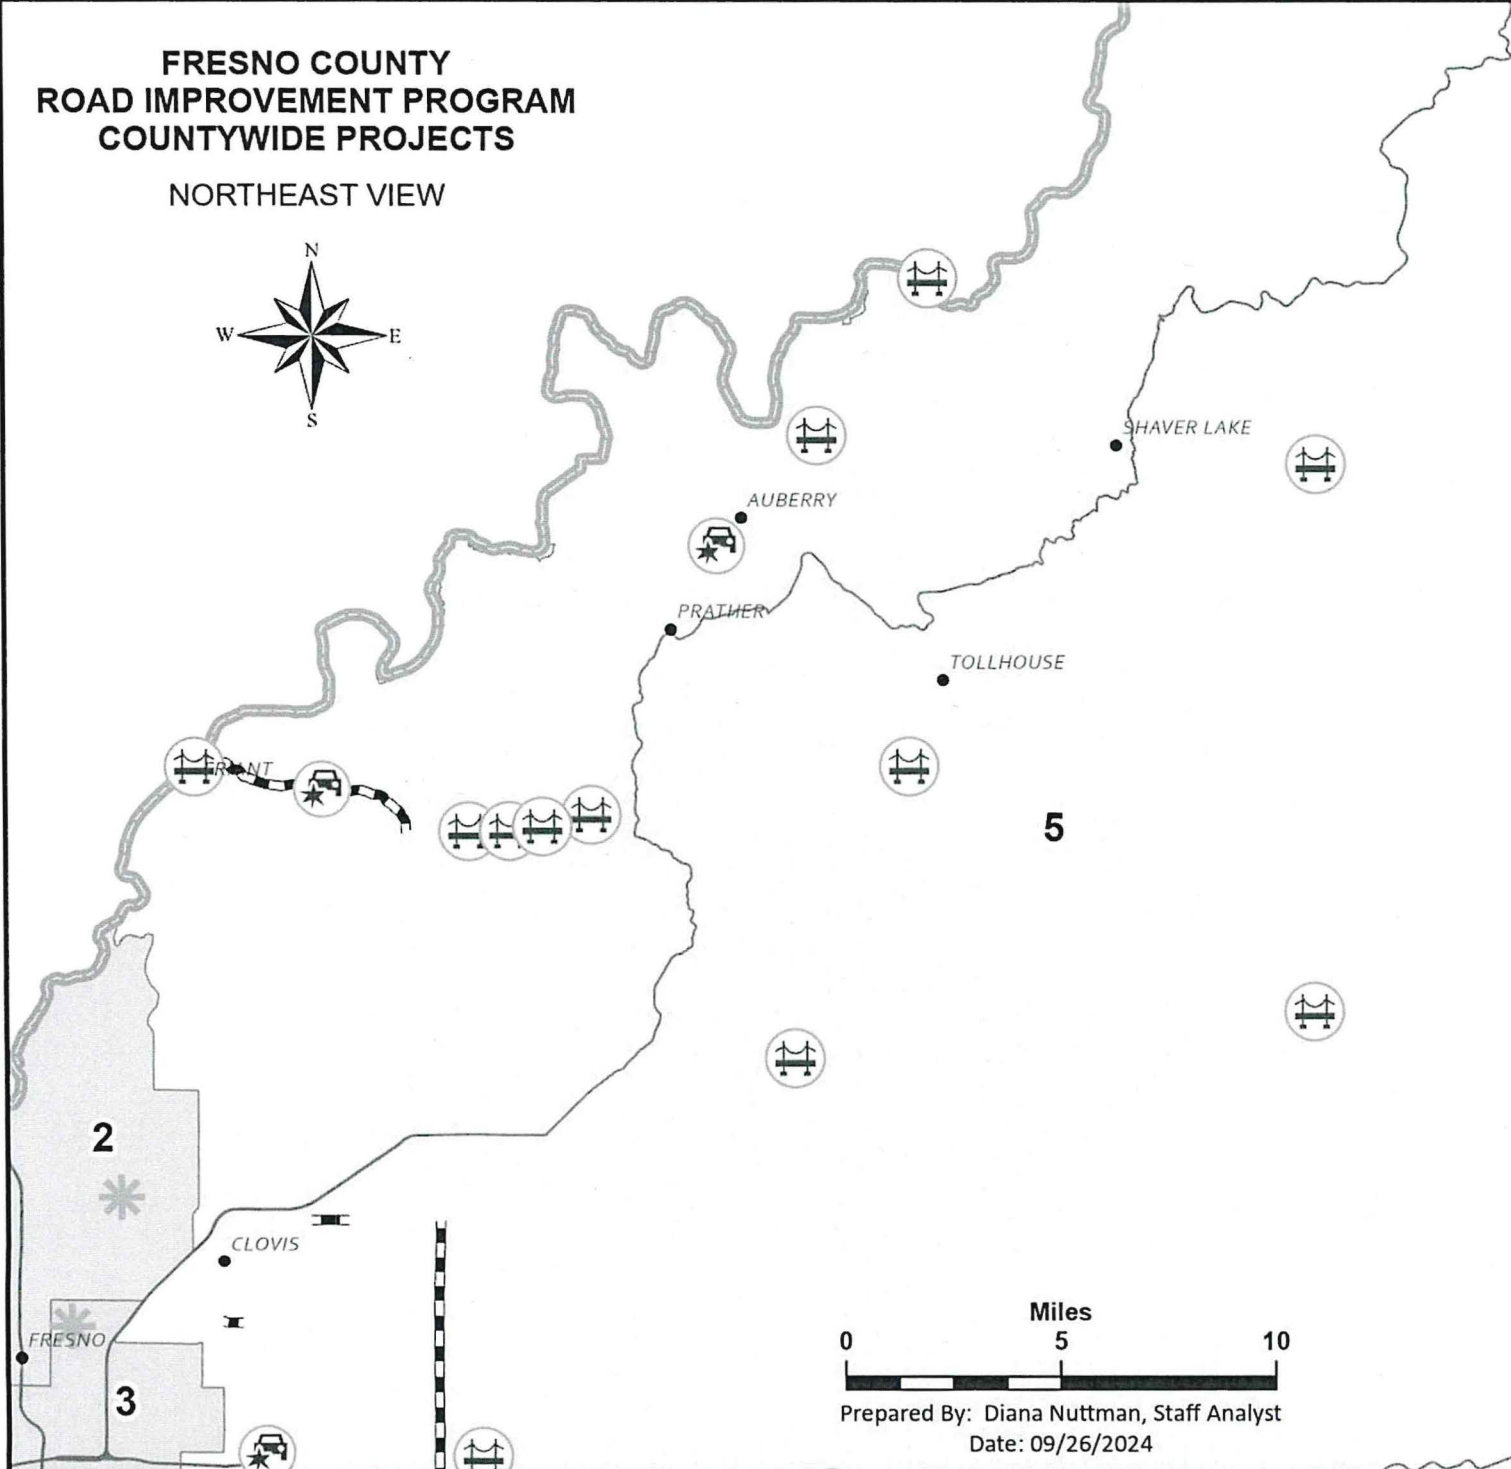 FRESNO COUNTY
ROAD IMPROVEMENT PROGRAM
COUNTYWIDE PROJECTS
NORTHEAST VIEW
N
W
E
S
SHAVER LAKE
AUBERRY
PRATHER
TOLLHOUSE
FRIANT
5
2
CLOVIS
FRESNO
3
Miles
0 5 10
Prepared By: Diana Nuttman, Staff Analyst
Date: 09/26/2024